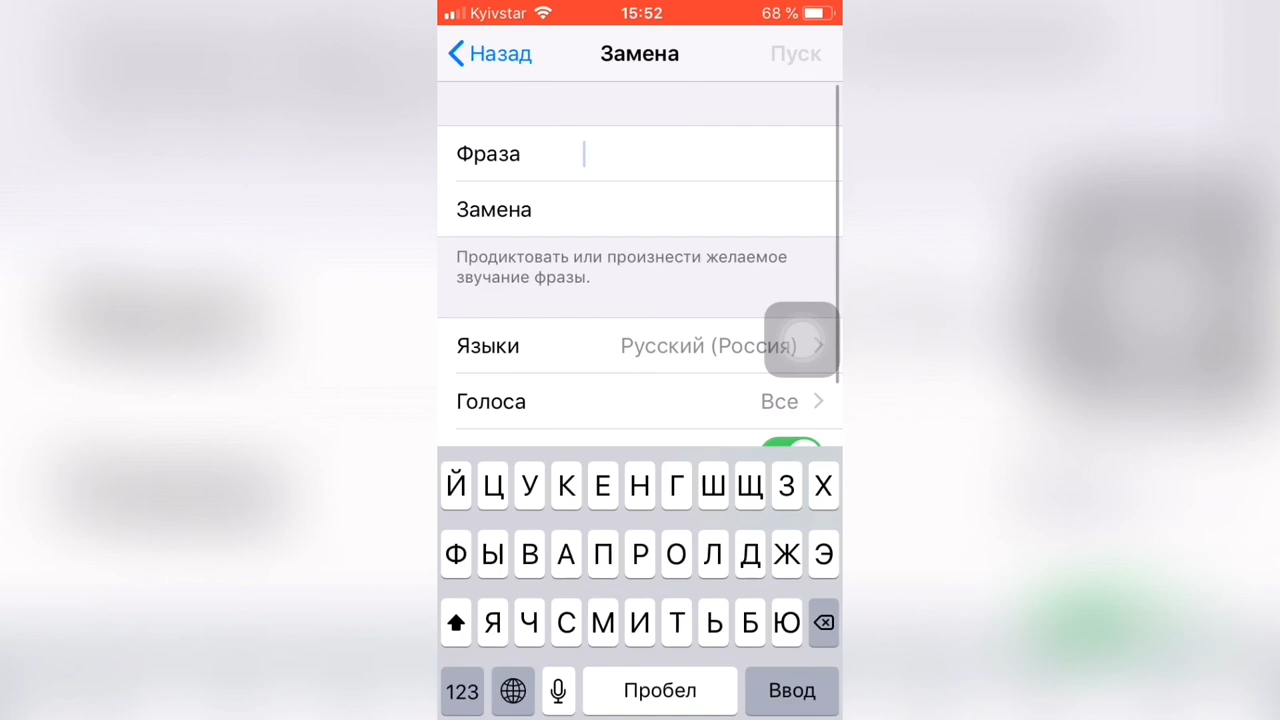 Kyivstar 15:52 68 %
Назад Замена Пуск
Фраза
Замена
Продиктовать или произнести желаемое
звучание фразы.
Языки Русский (Россия)
Голоса Все
Й Ц У К Е Н Г Ш Щ З Х
Ф Ы В А П Р О Л Д Ж Э
Я Ч С М И Т Ь Б Ю
123 Пробел Ввод